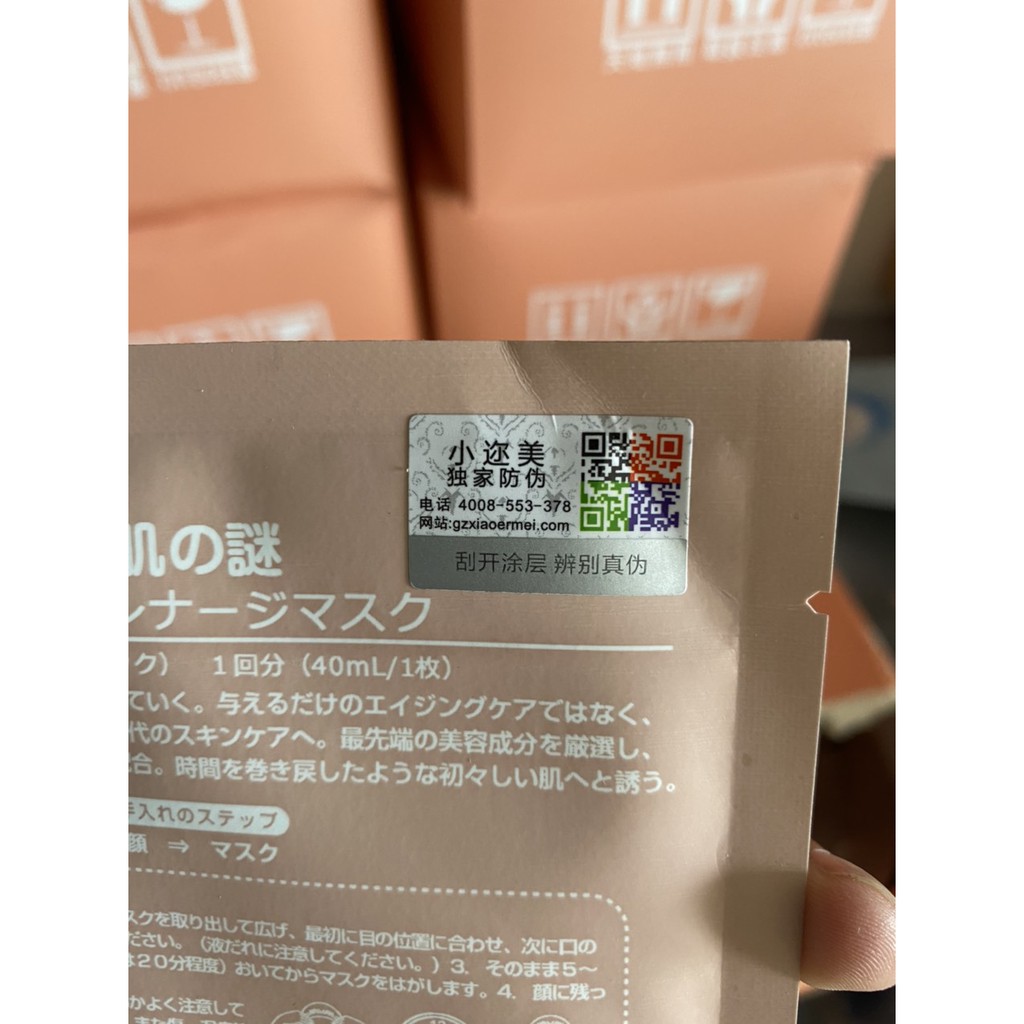 小迩美
独家防伪
电话 4008-553-378
网站:gzxiaoermei.com
刮开涂层 辨别真伪
肌の謎
ルナージマスク
ク) 1回分(40mL/1枚)
ていく。与えるだけのエイジングケアではなく、
代のスキンケアへ。最先端の美容成分を厳選し、
合。時間を巻き戻したような初々しい肌へと誘う。
手入れのステップ
顔 ⇒ マスク
スクを取り出して広げ、最初に目の位置に合わせ、次に口の
ださい。(液だれに注意してください。) 3. そのまま5~
は20分程度)おいてからマスクをはがします。4. 顔に残っ
かよく注意して